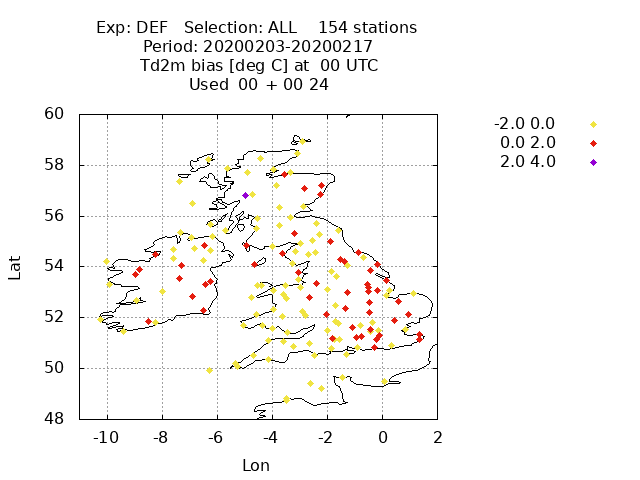 Exp: DEF Selection: ALL 154 stations
Period: 20200203-20200217
Td2m bias [deg C] at 00 UTC
Used 00 + 00 24
-2.0 0.0
0.0 2.0
2.0 4.0
60
58
56
54
52
50
48
Lat
-10 -8 -6 -4 -2 0 2
Lon